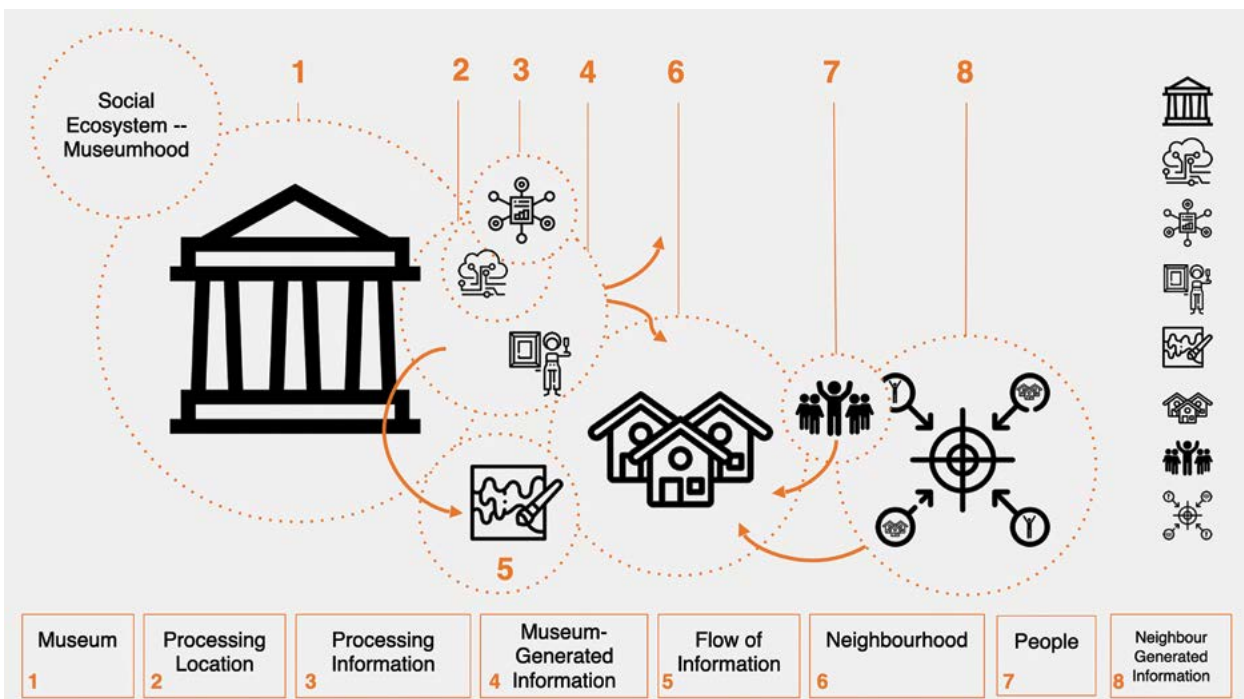 1
2
3
4
6
7
8
Social
Ecosystem --
Museumhood
5
Museum
1
Processing
Location
2
Processing
Information
3
Museum-
Generated
Information
4
Flow of
Information
5
Neighbourhood
6
People
7
Neighbour
Generated
Information
8